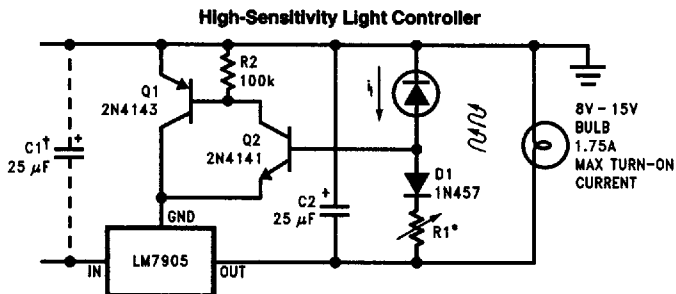 High-Sensitivity Light Controller
R2
100k
Q1
2N4143
Q2
2N4141
C1†
+
25 µF
C2
+
25 µF
i₁
D1
1N457
R1*
8V – 15V
BULB
1.75A
MAX TURN-ON
CURRENT
GND
IN
LM7905
OUT